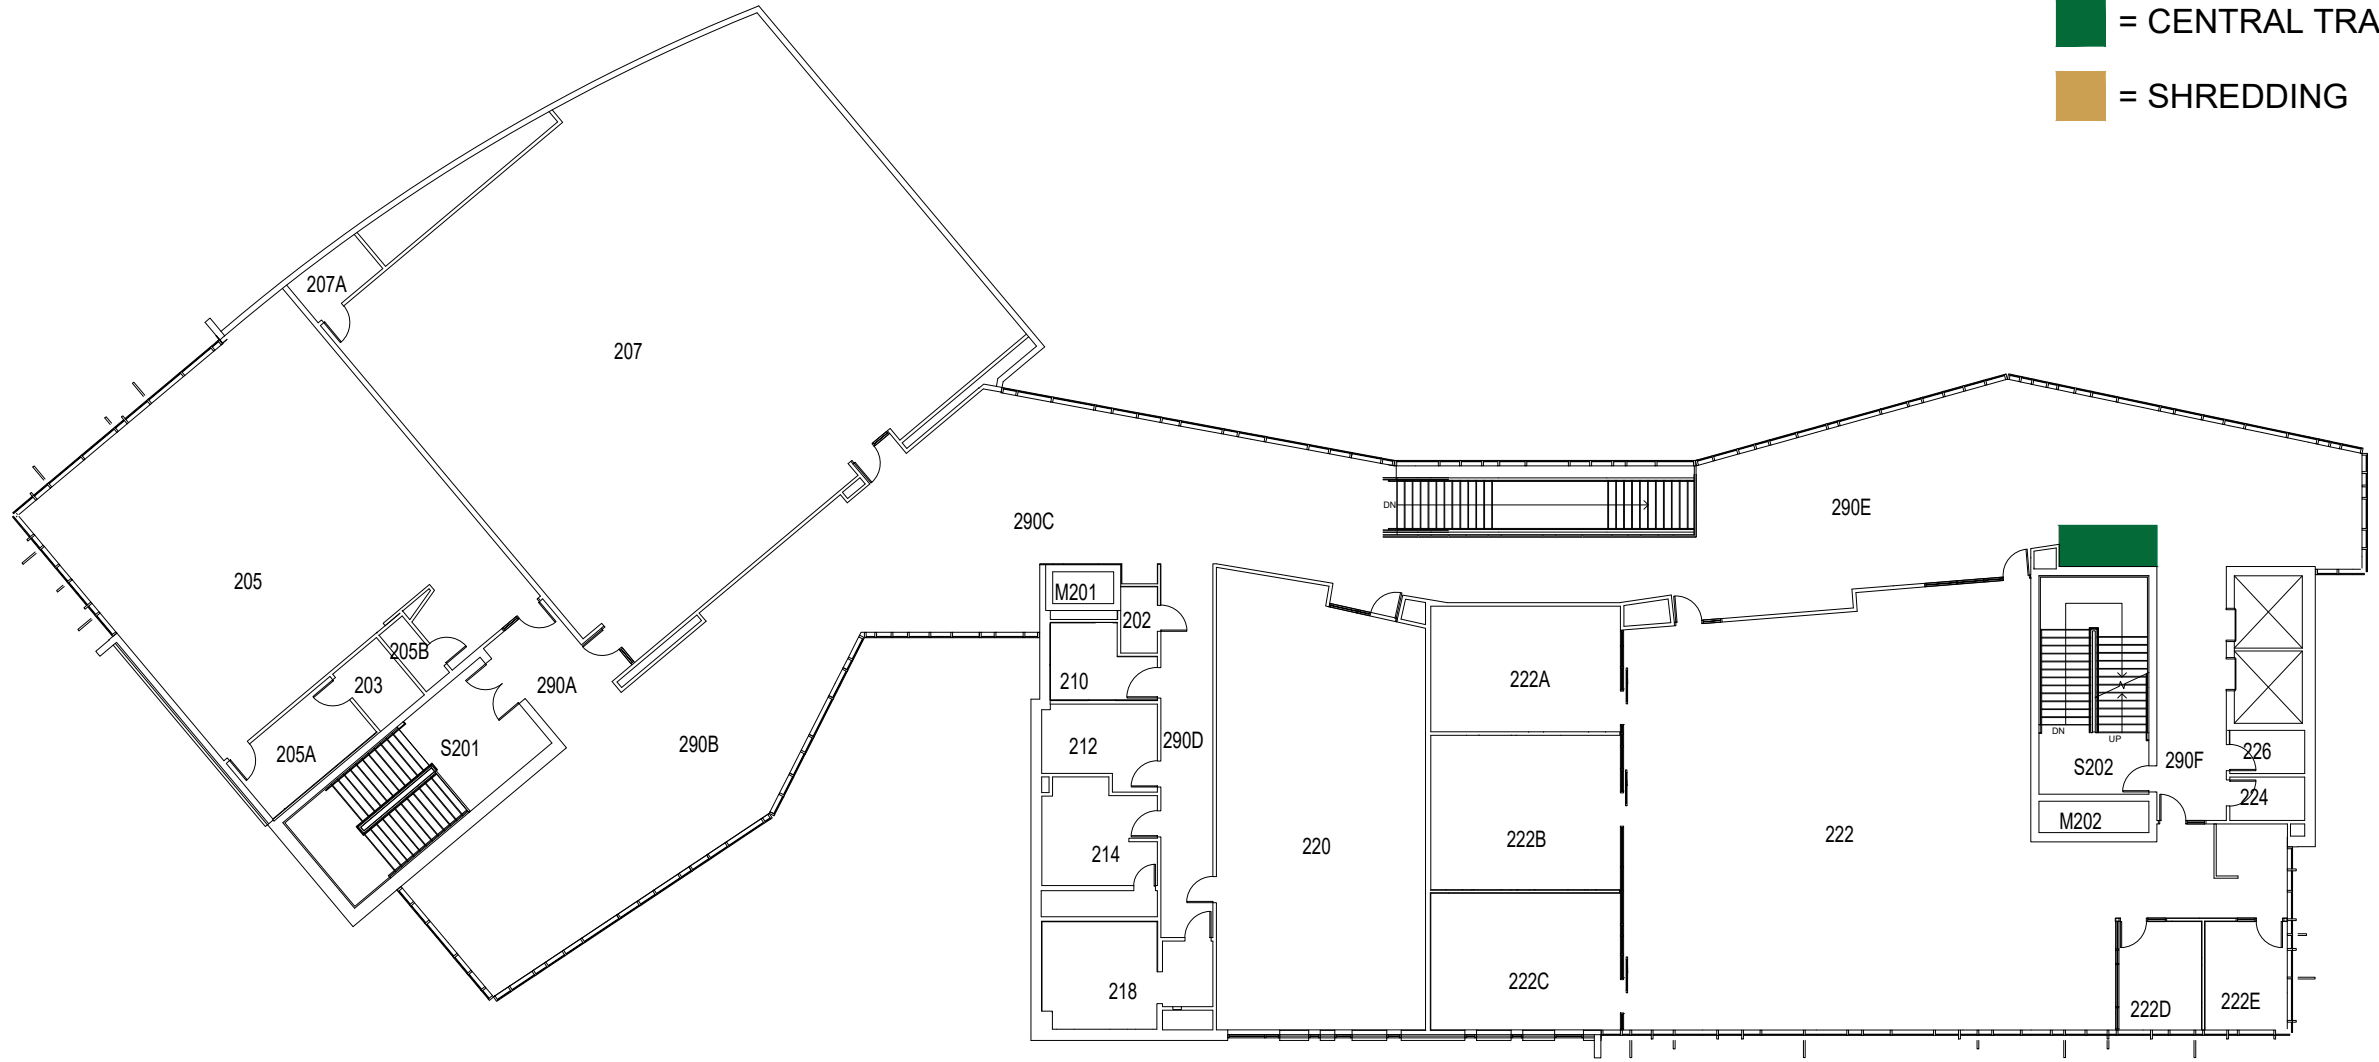 = CENTRAL TRA
= SHREDDING
207A
207
290C
290E
DN
205
M201
202
205B
203
290A
210
222A
205A
S201
290B
212
290D
DN
UP
S202
290F
226
224
M202
214
220
222B
222
218
222C
222D
222E